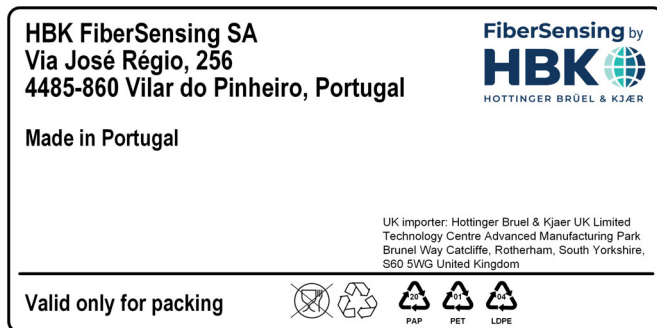 HBK FiberSensing SA
Via José Régio, 256
4485-860 Vilar do Pinheiro, Portugal
Made in Portugal
FiberSensing by
HBK
HOTTINGER BRÜEL & KJÆR
UK importer: Hottinger Bruel & Kjaer UK Limited
Technology Centre Advanced Manufacturing Park
Brunel Way Catcliffe, Rotherham, South Yorkshire,
S60 5WG United Kingdom
Valid only for packing
20 01 04
PAP PET LDPE